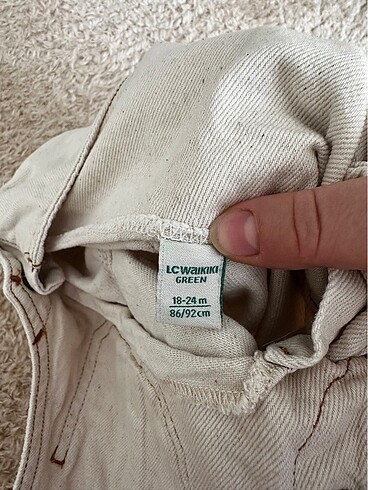 LC WAIKIKI
GREEN
18-24 m
86/92cm